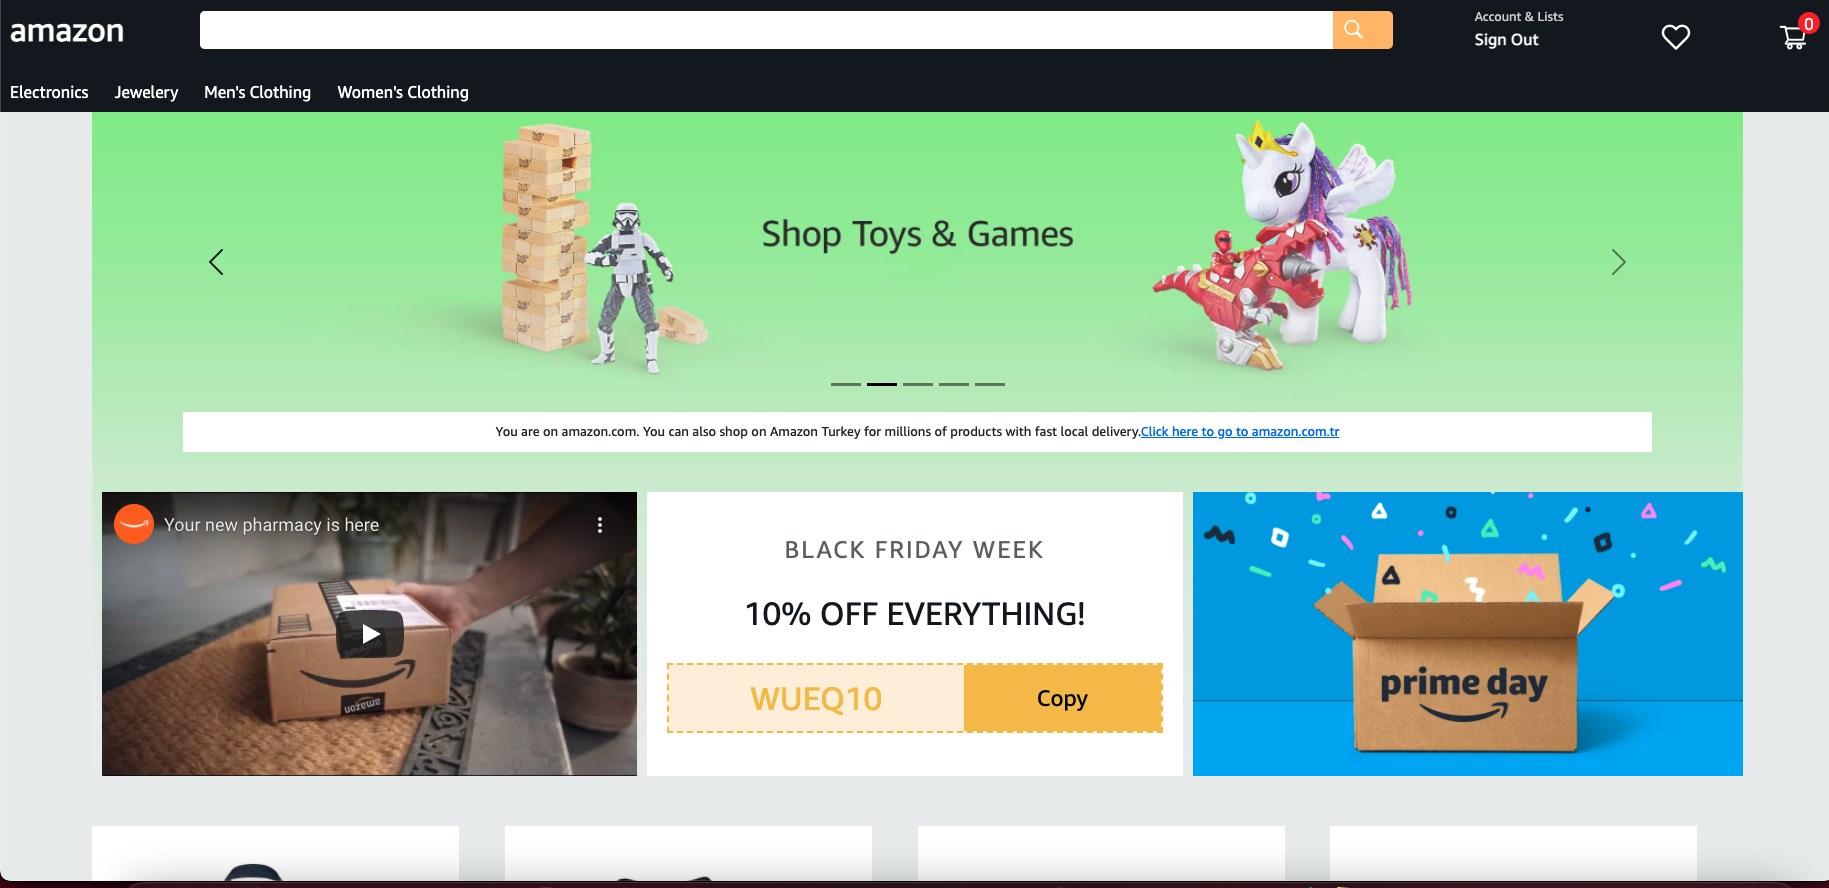 amazon
Account & Lists
Sign Out
0
Electronics
Jewelery
Men's Clothing
Women's Clothing
Shop Toys & Games
You are on amazon.com. You can also shop on Amazon Turkey for millions of products with fast local delivery.Click here to go to amazon.com.tr
Your new pharmacy is here
amazon
amazon
BLACK FRIDAY WEEK
10% OFF EVERYTHING!
WUEQ10
Copy
prime day